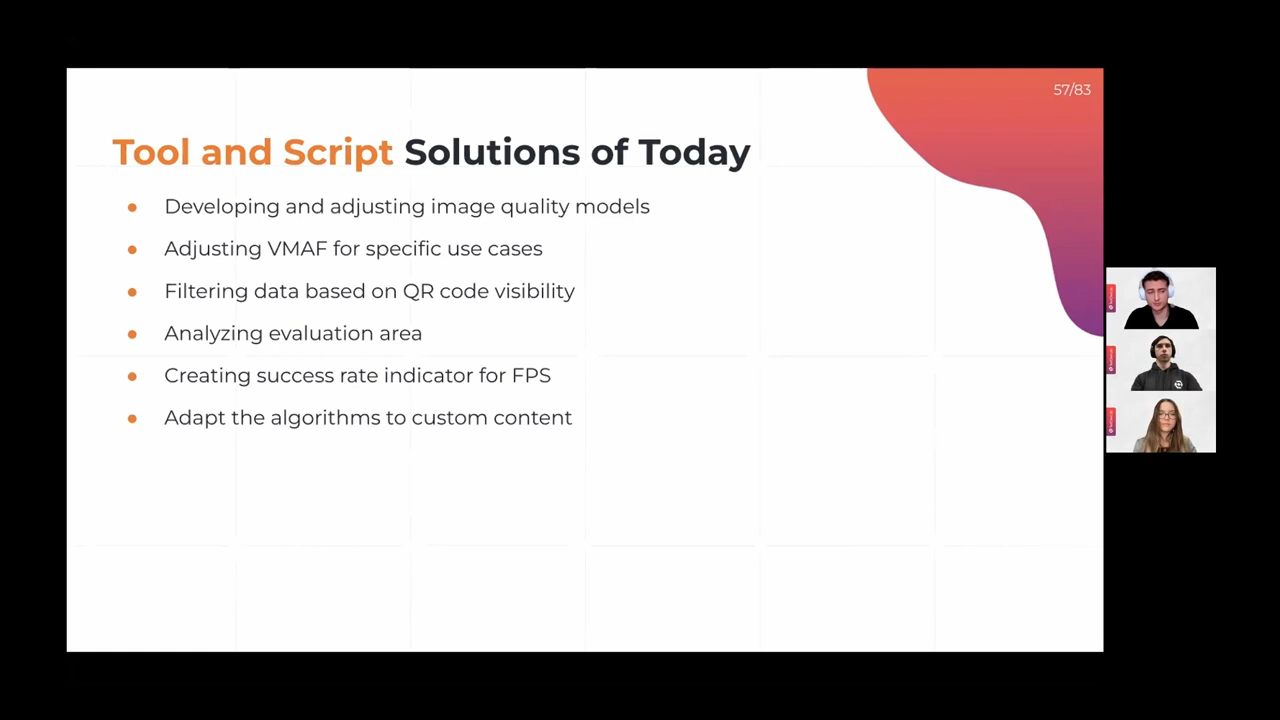 57/83
Tool and Script Solutions of Today
Developing and adjusting image quality models
Adjusting VMAF for specific use cases
Filtering data based on QR code visibility
Analyzing evaluation area
Creating success rate indicator for FPS
Adapt the algorithms to custom content